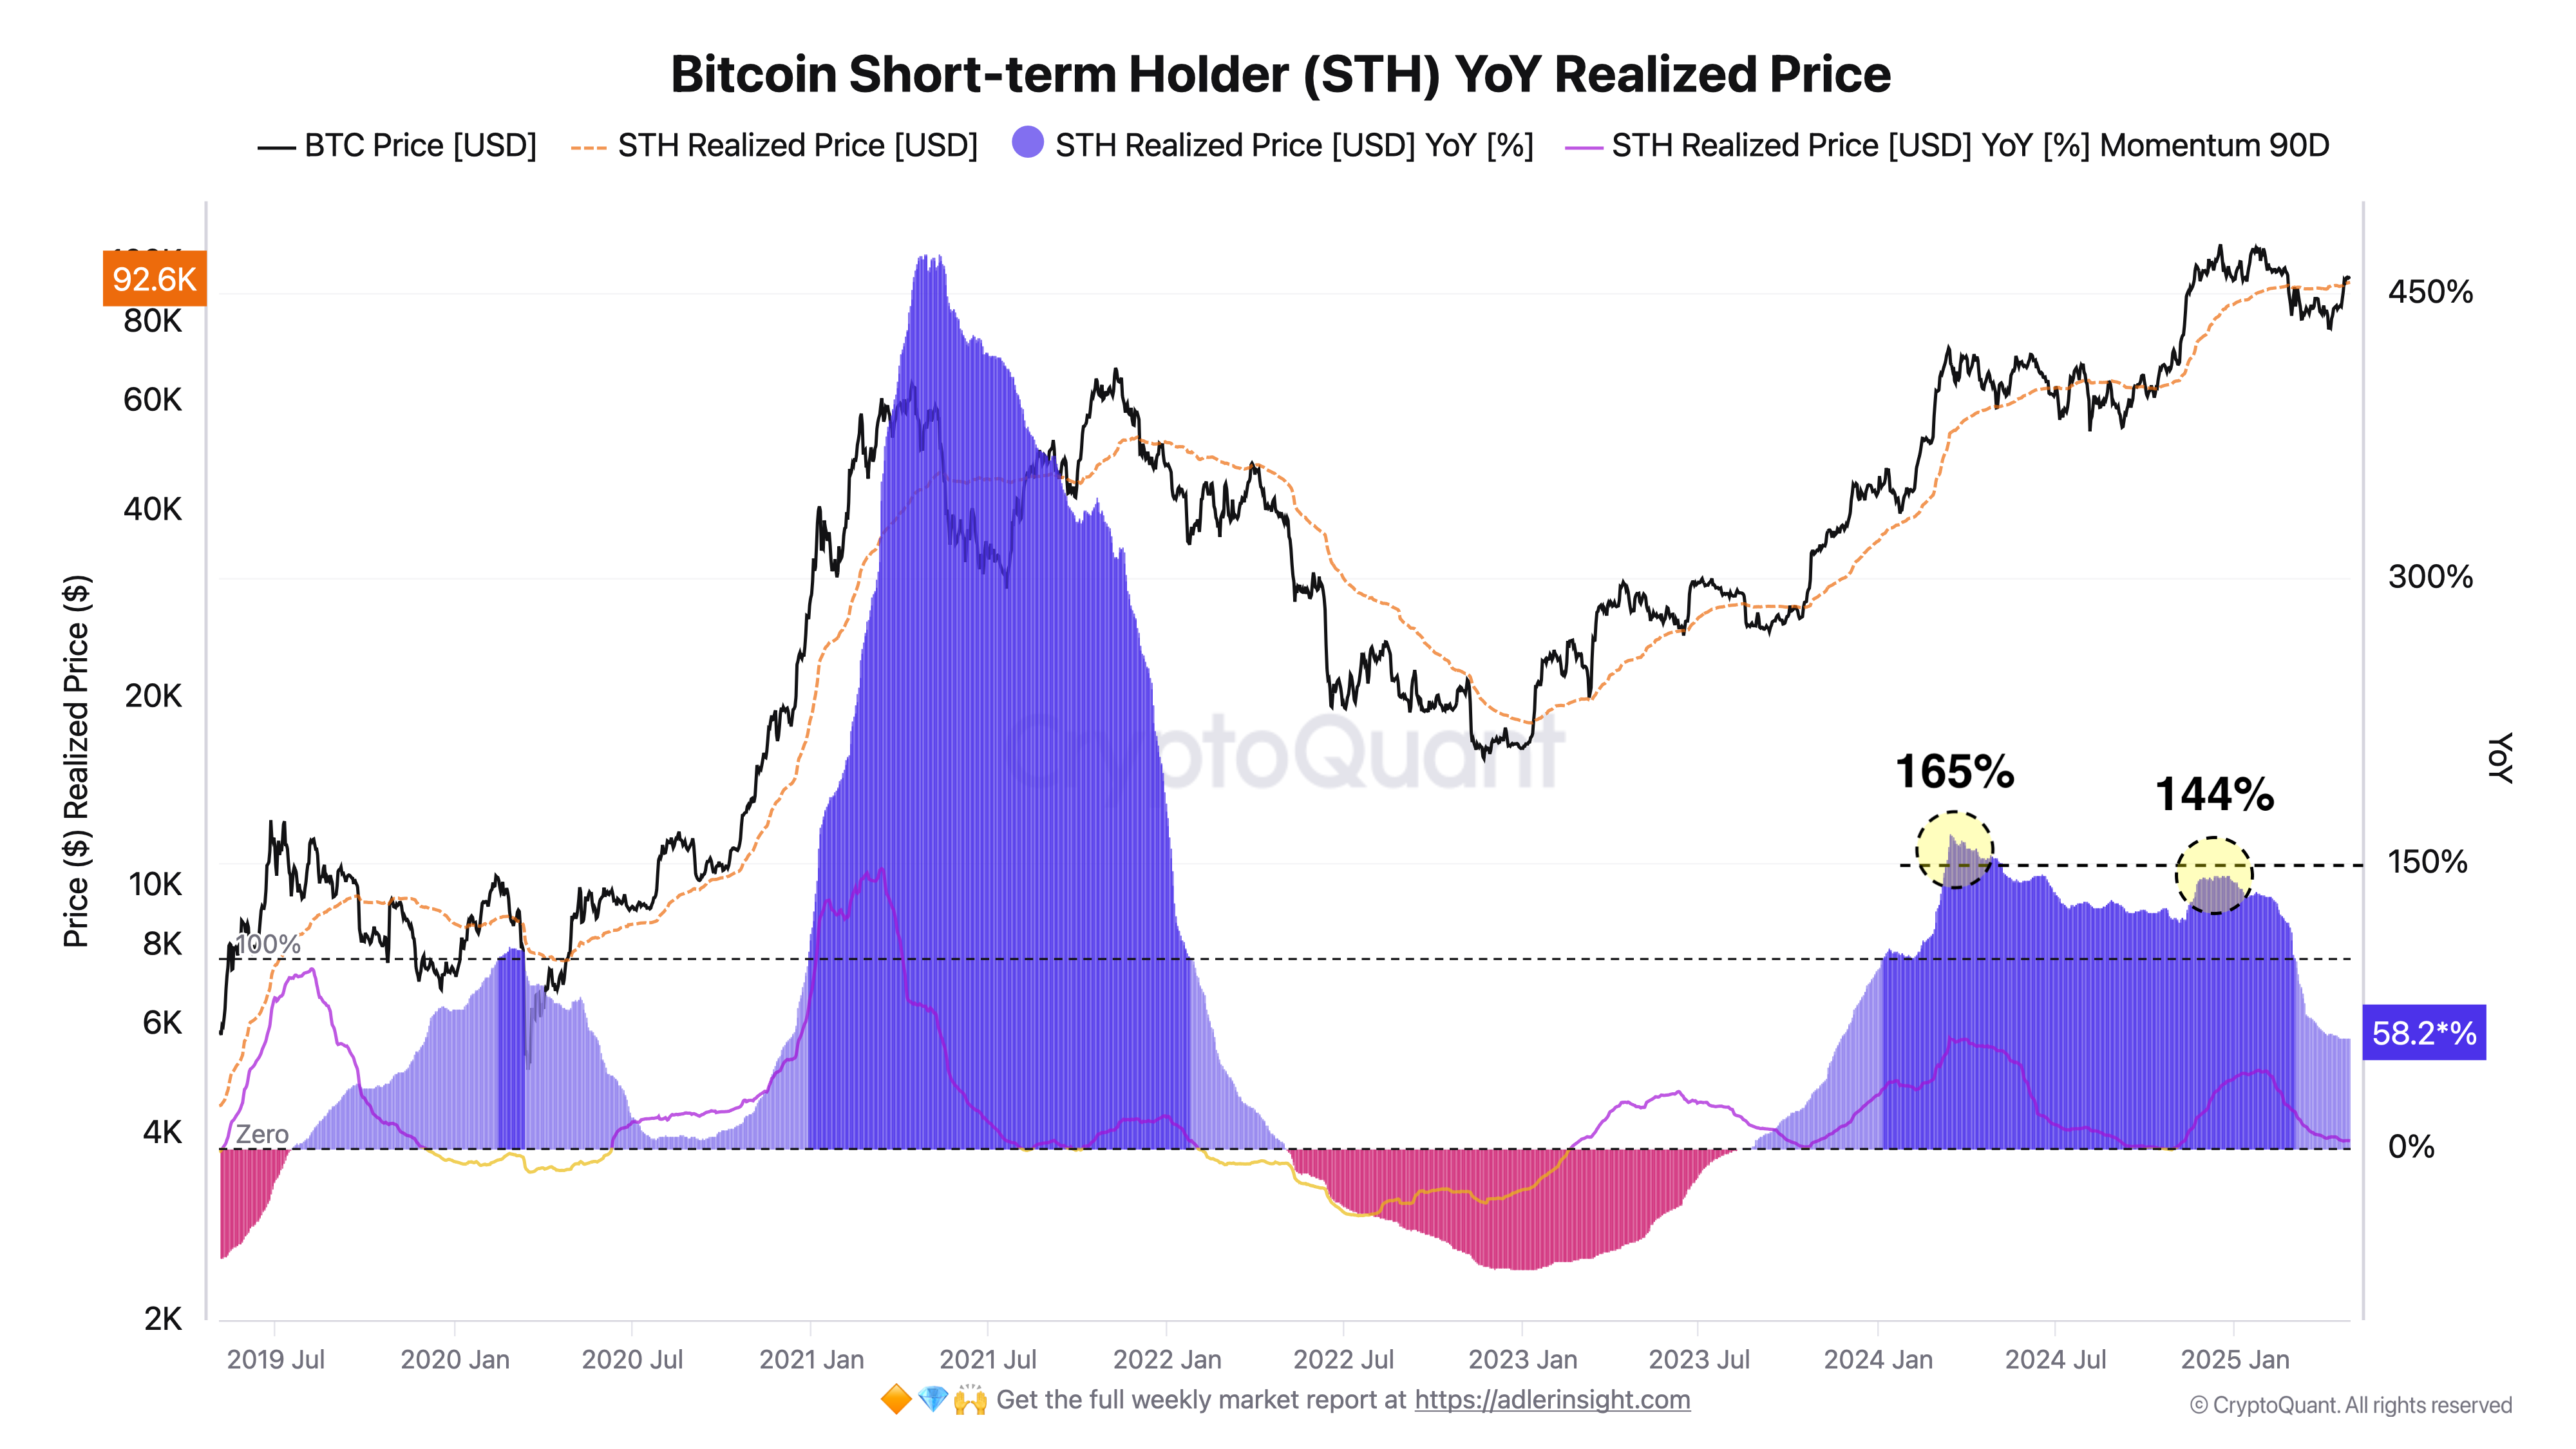 Bitcoin Short-term Holder (STH) YoY Realized Price
BTC Price [USD] STH Realized Price [USD] STH Realized Price [USD] YoY [%] STH Realized Price [USD] YoY [%] Momentum 90D
92.6K
80K
60K
40K
20K
10K
8K
6K
4K
2K
Price ($) Realized Price ($)
450%
300%
150%
0%
YoY
58.2*%
CryptoQuant
165%
144%
100%
Zero
2019 Jul 2020 Jan 2020 Jul 2021 Jan 2021 Jul 2022 Jan 2022 Jul 2023 Jan 2023 Jul 2024 Jan 2024 Jul 2025 Jan
🔶💎🙌 Get the full weekly market report at https://adlerinsight.com
© CryptoQuant. All rights reserved